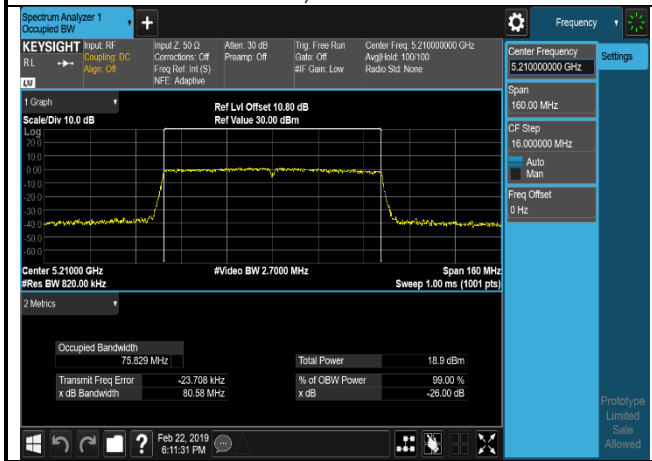 Spectrum Analyzer 1
Occupied BW
Frequency
KEYSIGHT Input: RF
RL Coupling: DC
Align: Off
LXI
Input Z: 50 Ω
Corrections: Off
Freq Ref: Int (S)
NFE: Adaptive
Atten: 30 dB
Preamp: Off
Trig: Free Run
Gate: Off
#IF Gain: Low
Center Freq: 5.210000000 GHz
Avg|Hold: 100/100
Radio Std: None
Center Frequency
5.210000000 GHz
Settings
Span
160.00 MHz
CF Step
16.000000 MHz
Auto
Man
Freq Offset
0 Hz
1 Graph
Scale/Div 10.0 dB
Ref Lvl Offset 10.80 dB
Ref Value 30.00 dBm
Log
20.0
10.0
0.00
-10.0
-20.0
-30.0
-40.0
-50.0
-60.0
Center 5.21000 GHz
#Video BW 2.7000 MHz
Span 160 MHz
#Res BW 820.00 kHz
Sweep 1.00 ms (1001 pts)
2 Metrics
Occupied Bandwidth
75.829 MHz
Total Power 18.9 dBm
Transmit Freq Error -23.708 kHz
% of OBW Power 99.00 %
x dB Bandwidth 80.58 MHz
x dB -26.00 dB
Prototype
Limited
Sale
Allowed
?
Feb 22, 2019
6:11:31 PM